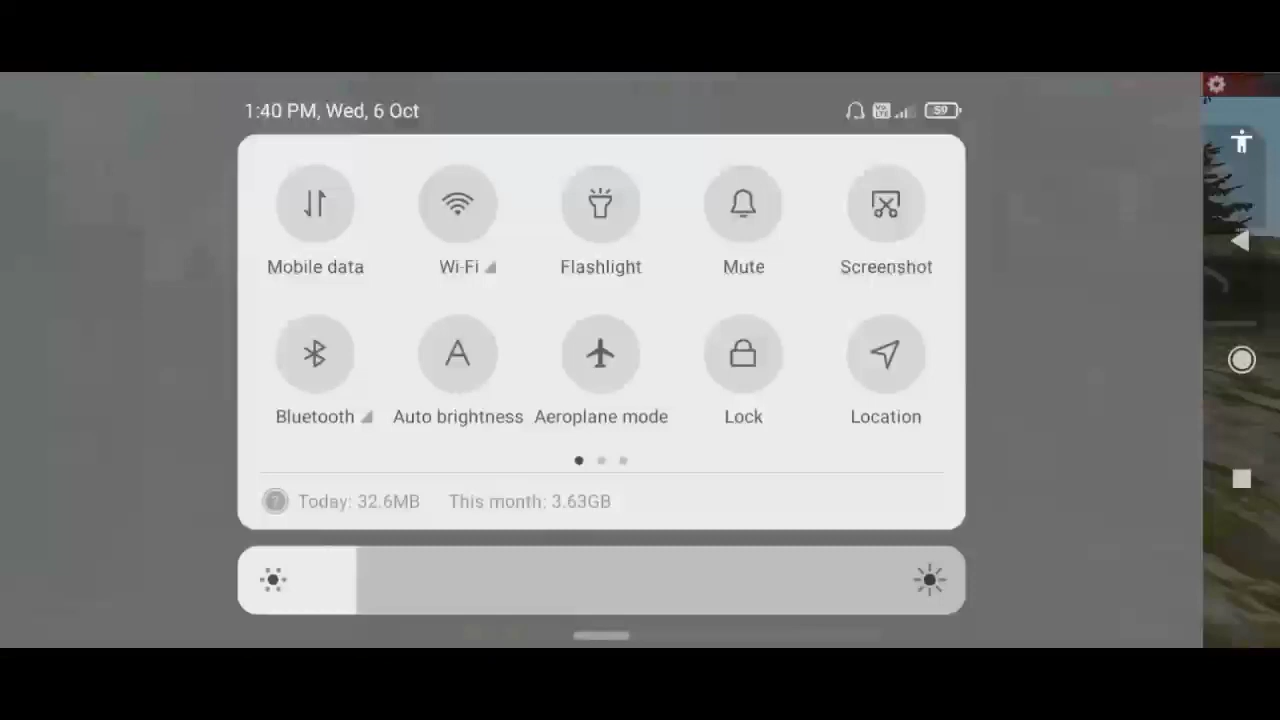 1:40 PM, Wed, 6 Oct
59
Mobile data
Wi-Fi
Flashlight
Mute
Screenshot
Bluetooth
Auto brightness
Aeroplane mode
Lock
Location
Today: 32.6MB
This month: 3.63GB